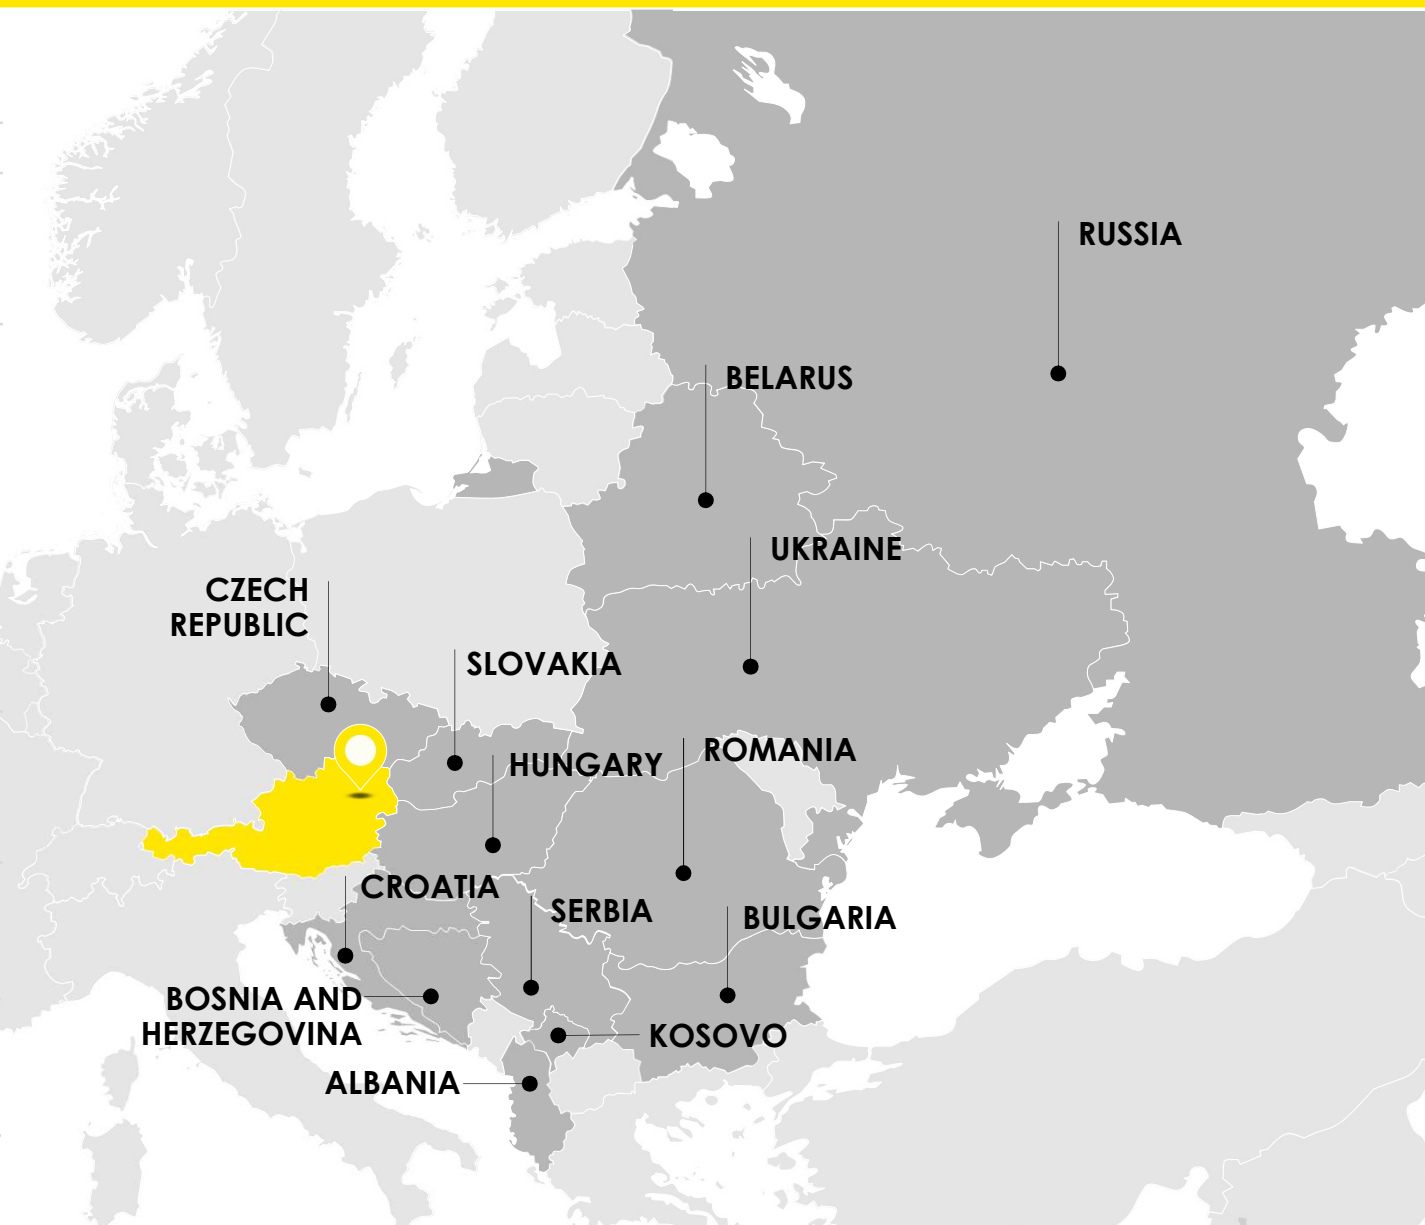 RUSSIA
BELARUS
UKRAINE
CZECH
REPUBLIC
SLOVAKIA
HUNGARY
ROMANIA
CROATIA
SERBIA
BULGARIA
BOSNIA AND
HERZEGOVINA
KOSOVO
ALBANIA